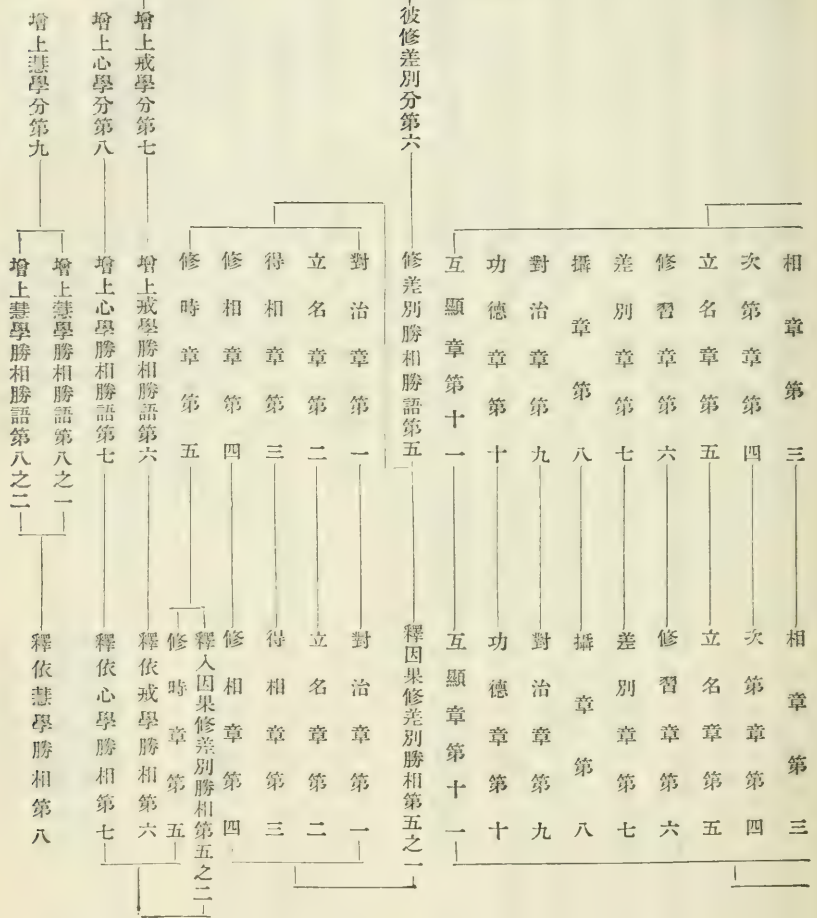 相章第三
次第章第四
立名章第五
修習章第六
差別章第七
攝章第八
對治章第九
功德章第十
互顯章第十一
相章第三
次第章第四
立名章第五
修習章第六
差別章第七
攝章第八
對治章第九
功德章第十
互顯章第十一
彼修差別分第六
修差別勝相勝語第五
釋因果修差別勝相第五之一
對治章第一
立名章第二
得相章第三
修相章第四
修時章第五
對治章第一
立名章第二
得相章第三
修相章第四
釋入因果修差別勝相第五之二
修時章第五
增上戒學分第七
增上戒學勝相勝語第六
釋依戒學勝相第六
增上心學分第八
增上心學勝相勝語第七
釋依心學勝相第七
增上慧學分第九
增上慧學勝相勝語第八之一
增上慧學勝相勝語第八之二
釋依慧學勝相第八